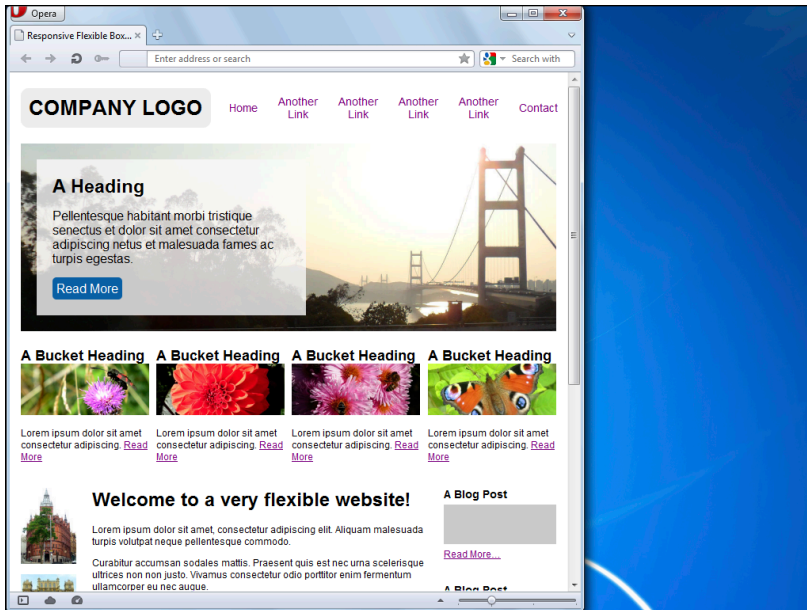 Opera
Responsive Flexible Box...
Enter address or search
Search with
COMPANY LOGO
Home
Another Link
Another Link
Another Link
Another Link
Contact
A Heading
Pellentesque habitant morbi tristique
senectus et dolor sit amet consectetur
adipiscing netus et malesuada fames ac
turpis egestas.
Read More
A Bucket Heading
Lorem ipsum dolor sit amet
consectetur adipiscing. Read
More
A Bucket Heading
Lorem ipsum dolor sit amet
consectetur adipiscing. Read
More
A Bucket Heading
Lorem ipsum dolor sit amet
consectetur adipiscing. Read
More
A Bucket Heading
Lorem ipsum dolor sit amet
consectetur adipiscing. Read
More
Welcome to a very flexible website!
Lorem ipsum dolor sit amet, consectetur adipiscing elit. Aliquam malesuada
turpis volutpat neque pellentesque commodo.
Curabitur accumsan sodales mattis. Praesent quis est nec urna scelerisque
ultrices non non justo. Vivamus consectetur odio porttitor enim fermentum
ullamcorper eu nec augue.
A Blog Post
Read More...
A Blog Post